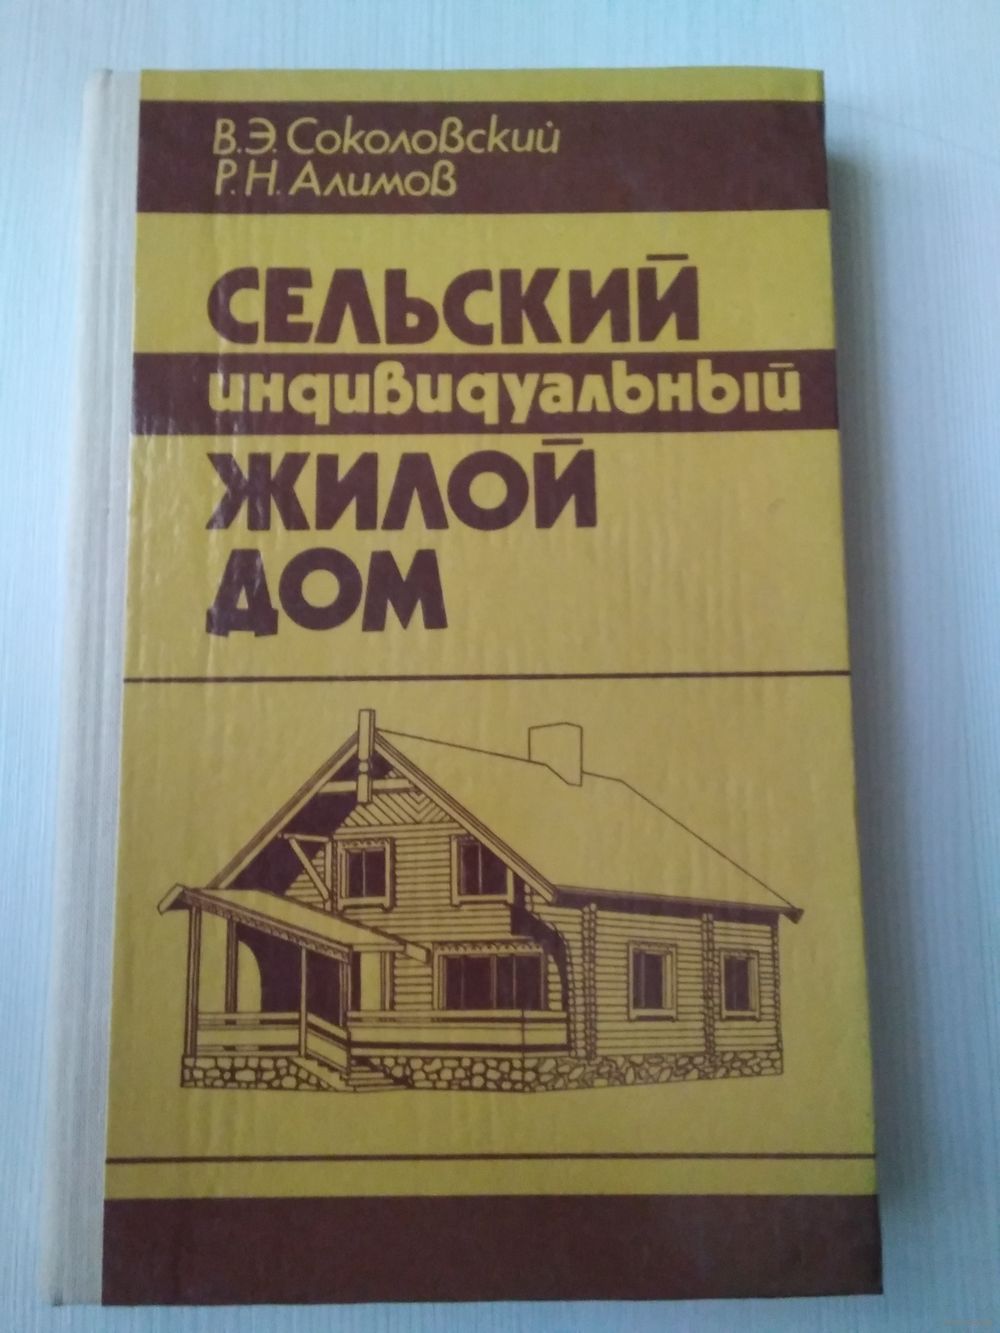 В.Э. Соколовский
Р.Н. Алимов
СЕЛЬСКИЙ
индивидуальный
ЖИЛОЙ
ДОМ